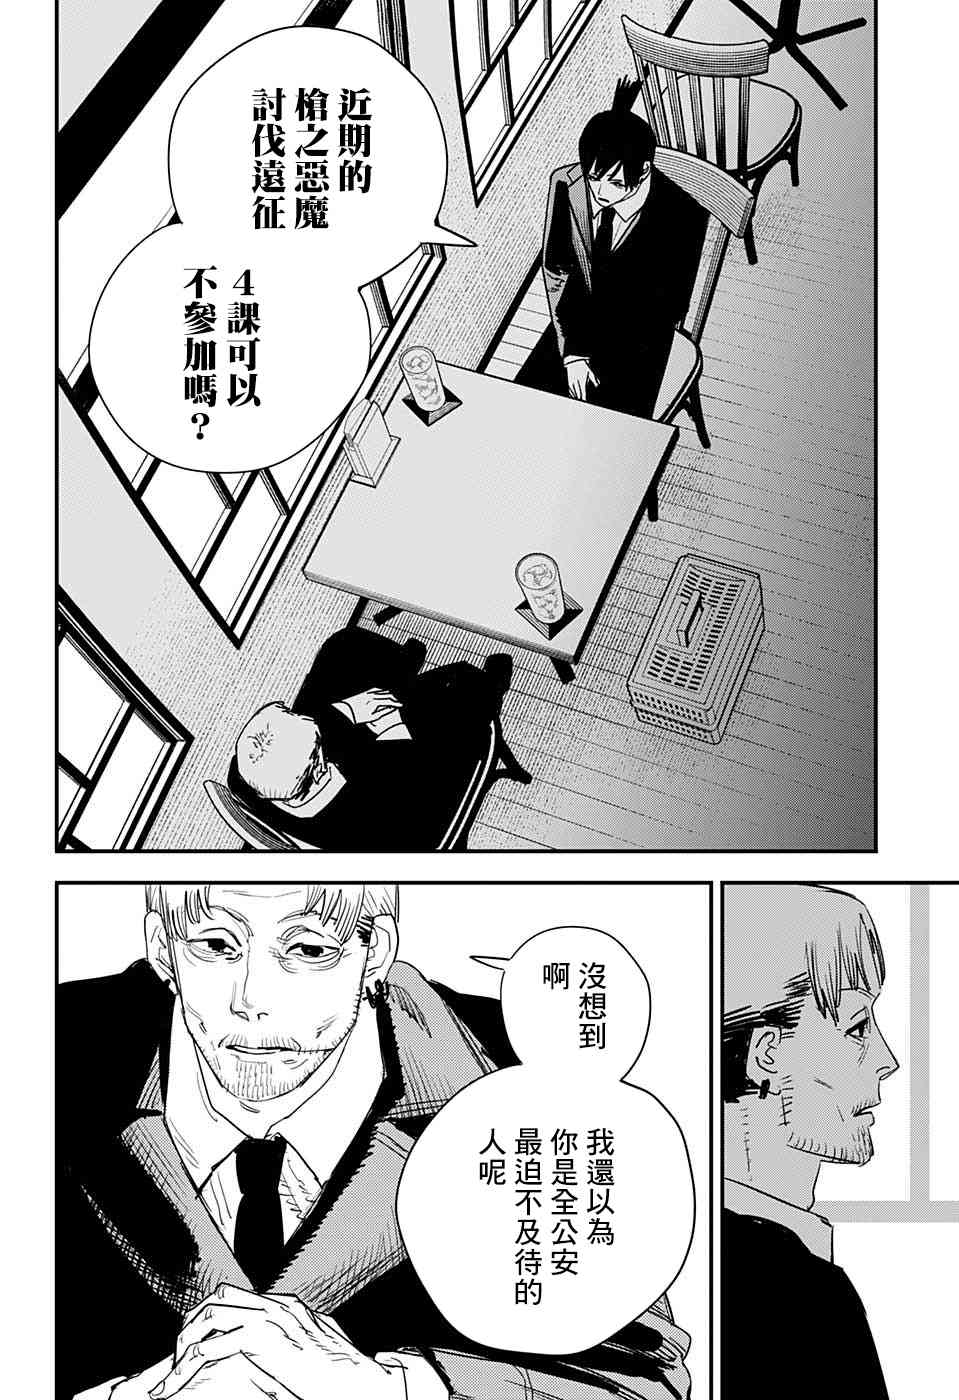 近期的
槍之惡魔
討伐遠征
4課可以
不參加嗎?
沒想到
啊
我還以為
你是全公安
最迫不及待的
人呢